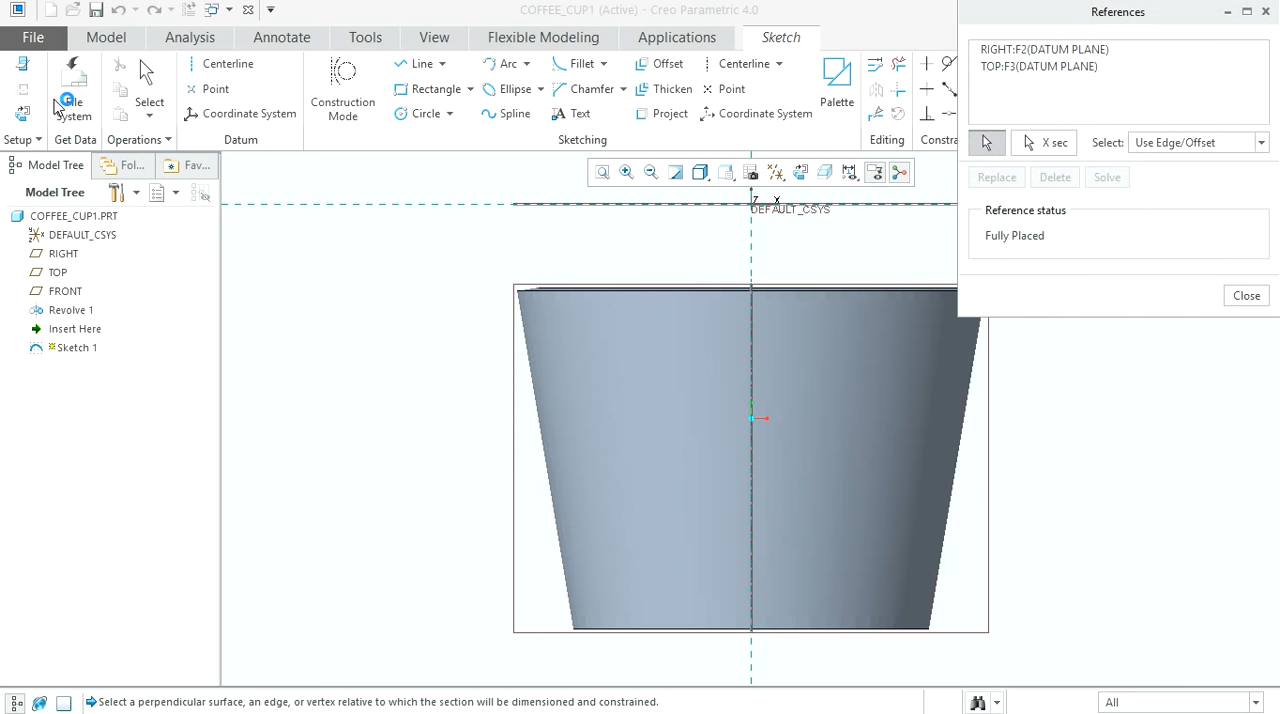 COFFEE_CUP1 (Active) - Creo Parametric 4.0
References
File Model Analysis Annotate Tools View Flexible Modeling Applications Sketch
RIGHT:F2(DATUM PLANE)
TOP:F3(DATUM PLANE)
Centerline
Point
Coordinate System
Line
Rectangle
Circle
Arc
Ellipse
Spline
Fillet
Chamfer
Text
Offset
Thicken
Project
Centerline
Point
Coordinate System
System
Select
Construction
Mode
Palette
Setup Get Data Operations Datum Sketching Editing Constra
X sec Select: Use Edge/Offset
Replace Delete Solve
Reference status
Fully Placed
Close
Model Tree Fol... Fav...
Model Tree
COFFEE_CUP1.PRT
DEFAULT_CSYS
RIGHT
TOP
FRONT
Revolve 1
Insert Here
Sketch 1
Z X
DEFAULT_CSYS
Select a perpendicular surface, an edge, or vertex relative to which the section will be dimensioned and constrained.
All